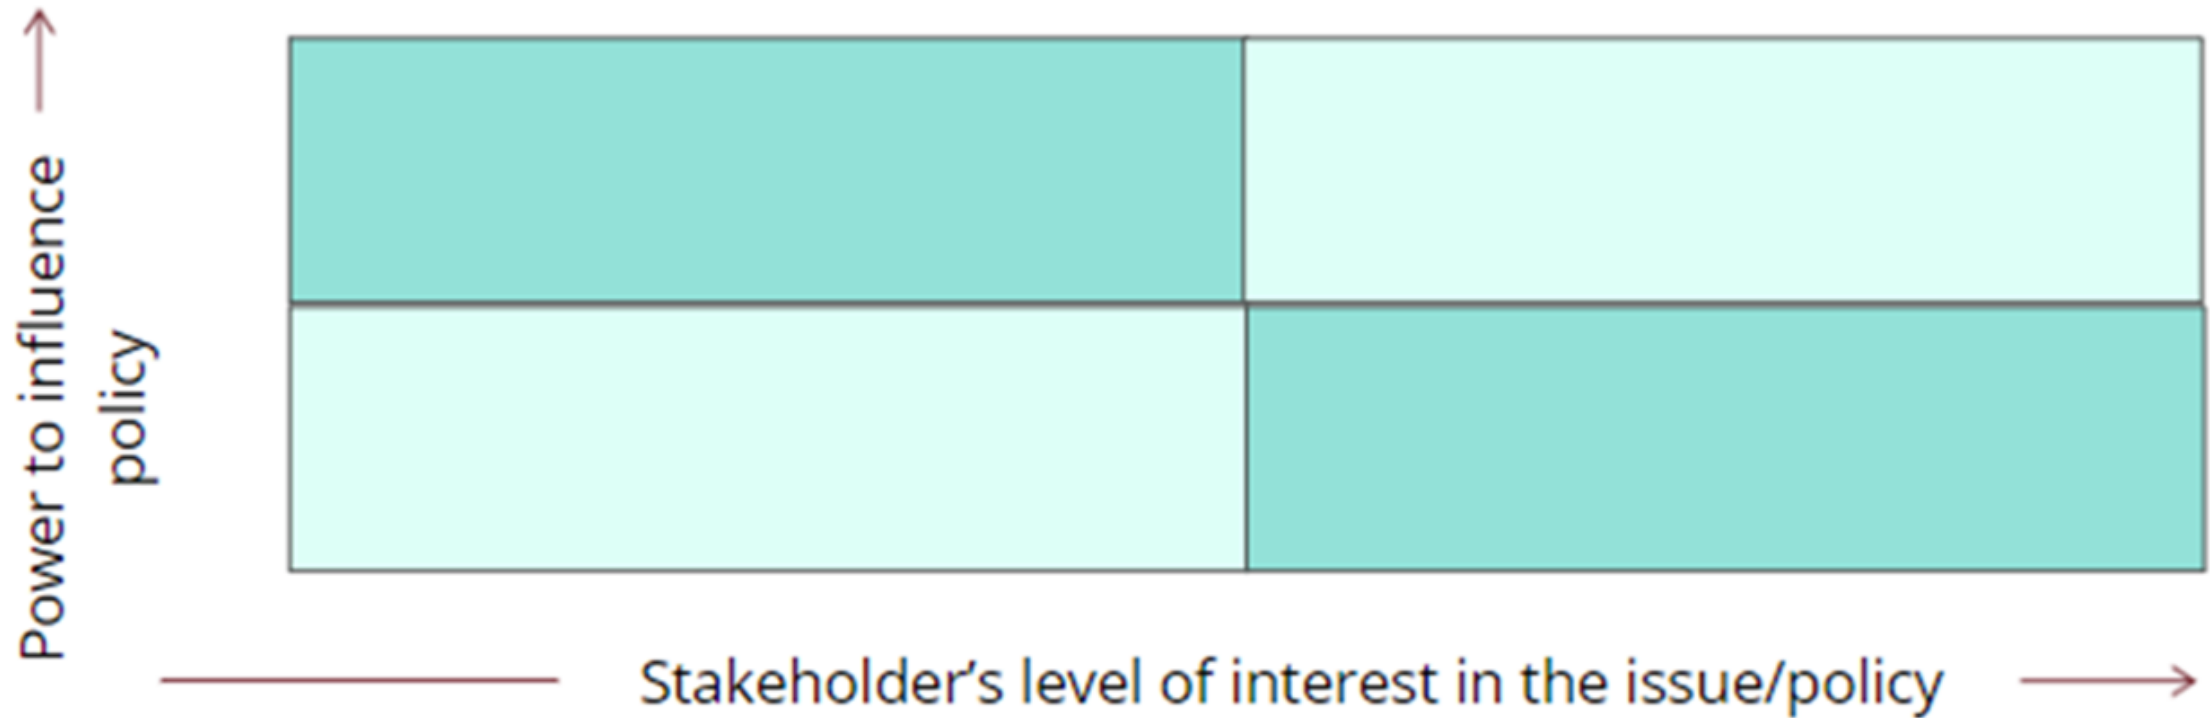 Power to influence
policy
Stakeholder’s level of interest in the issue/policy